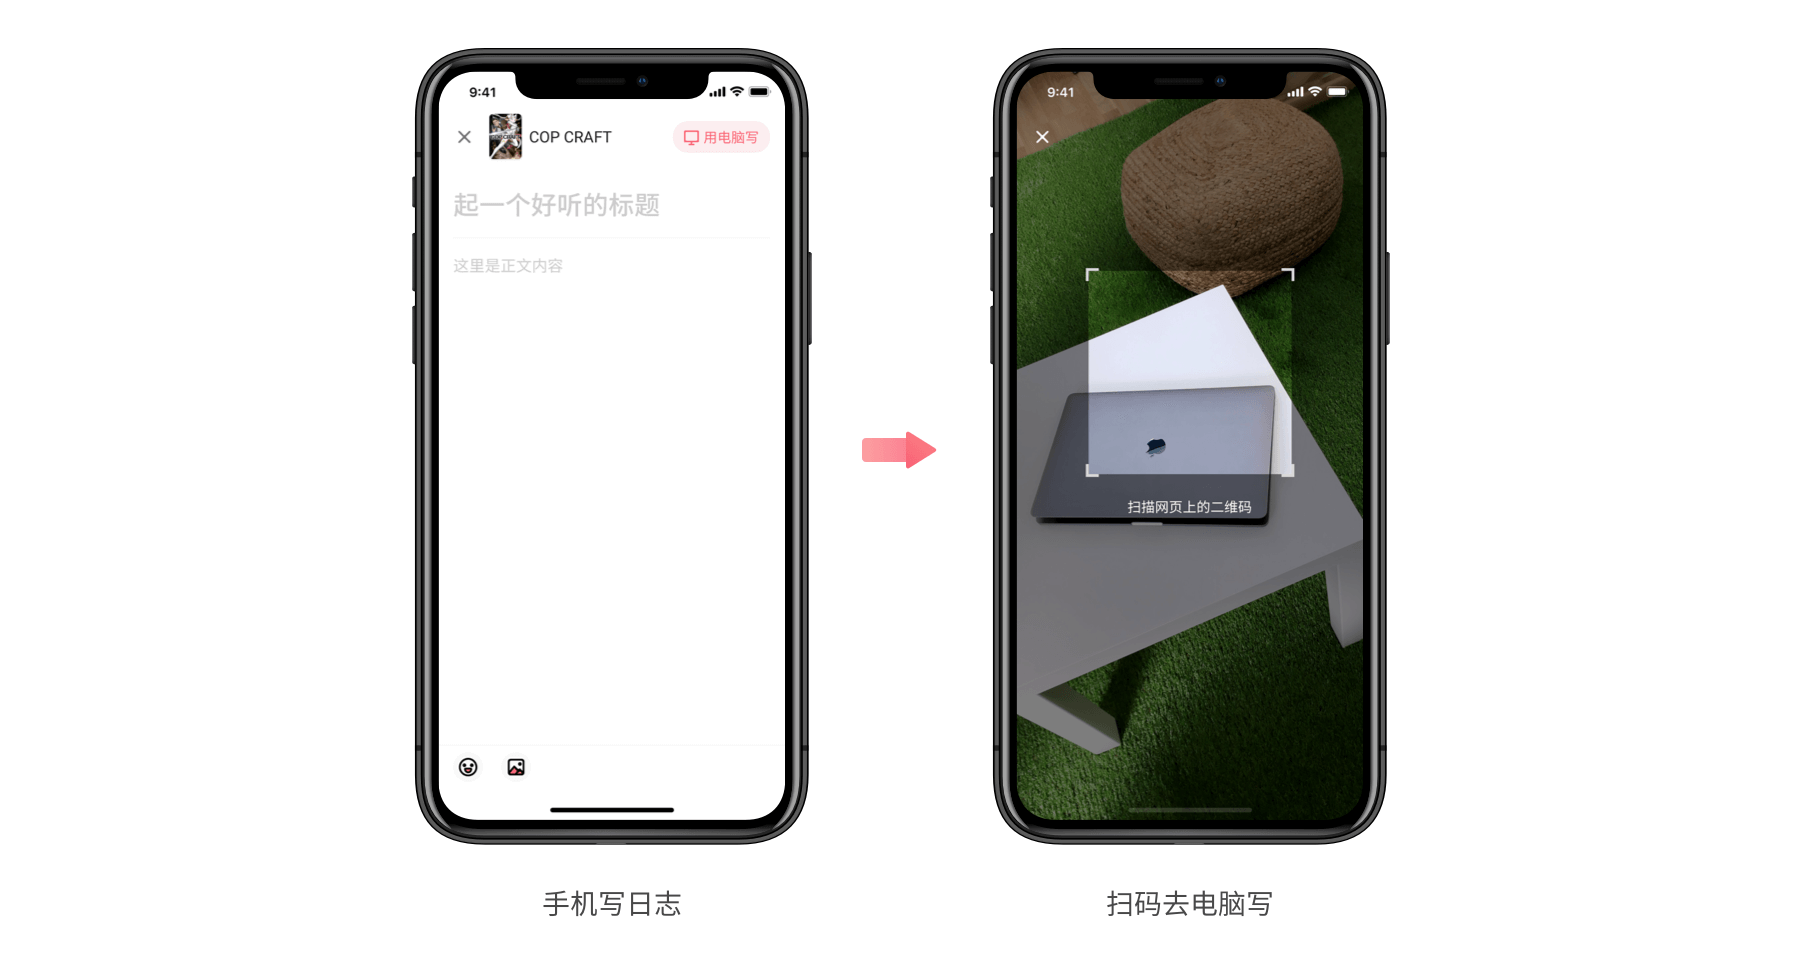 9:41
COP CRAFT
用电脑写
起一个好听的标题
这里是正文内容
手机写日志
9:41
扫描网页上的二维码
扫码去电脑写